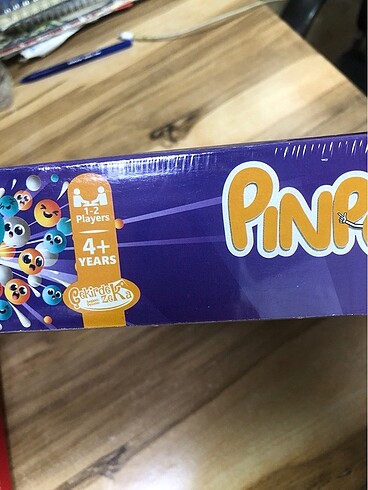 1-2
Players
4+
YEARS
Çekirdek
zeka
PINP